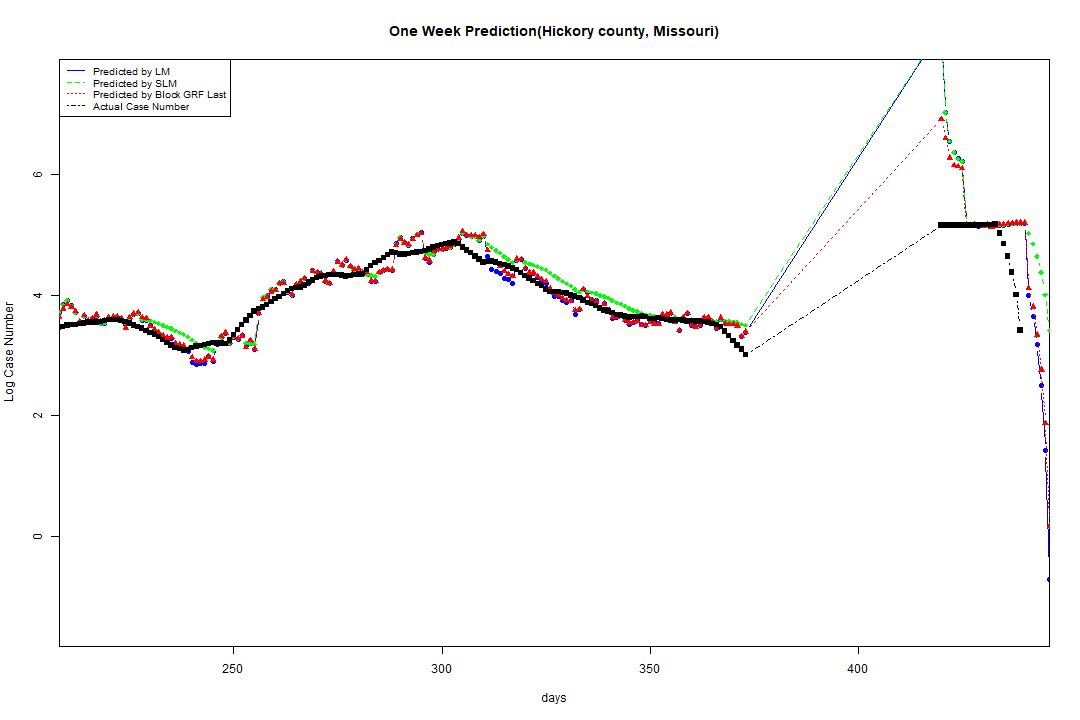 One Week Prediction(Hickory county, Missouri)
Predicted by LM
Predicted by SLM
Predicted by Block GRF Last
Actual Case Number
Log Case Number
6
4
2
0
250
300
350
400
days